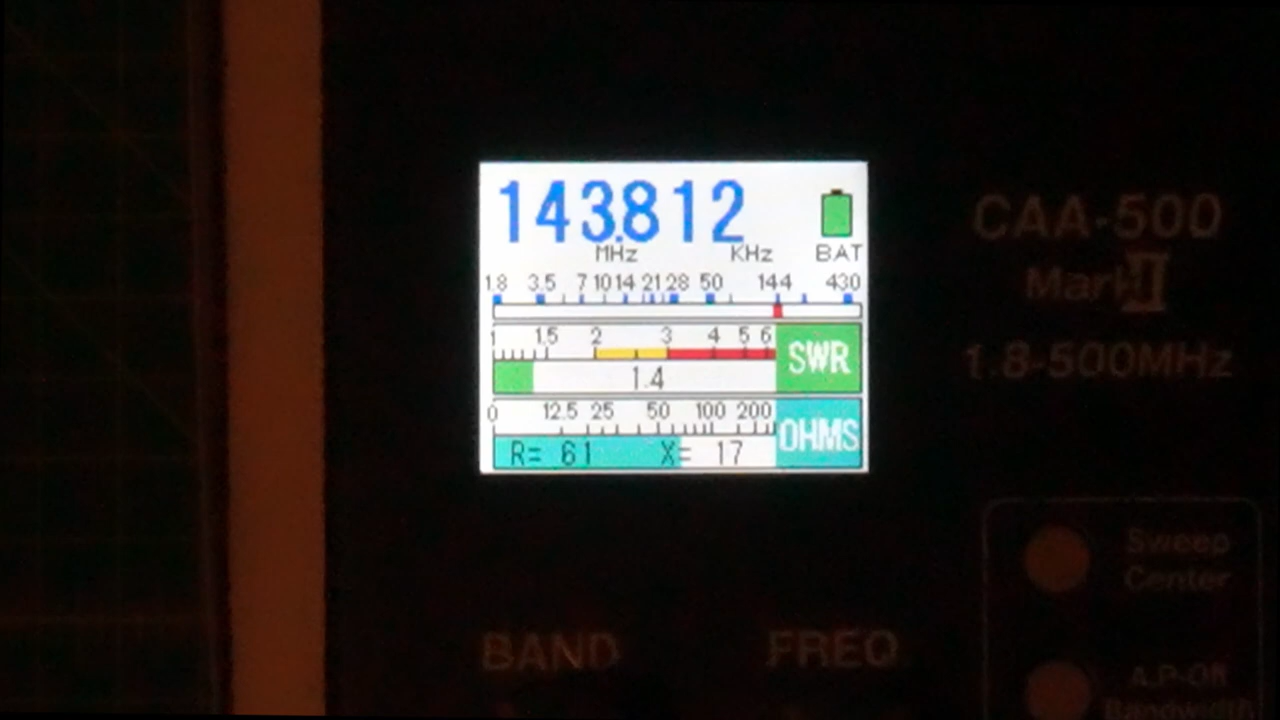 143.812
MHz KHz BAT
1.8 3.5 7 10 14 21 28 50 144 430
1 1.5 2 3 4 5 6
SWR
1.4
0 12.5 25 50 100 200
OHMS
R= 61 X= 17
CAA-500
Mark II
1.8-500MHz
Sweep
Center
BAND FREQ
A.P-Off
Bandwidth